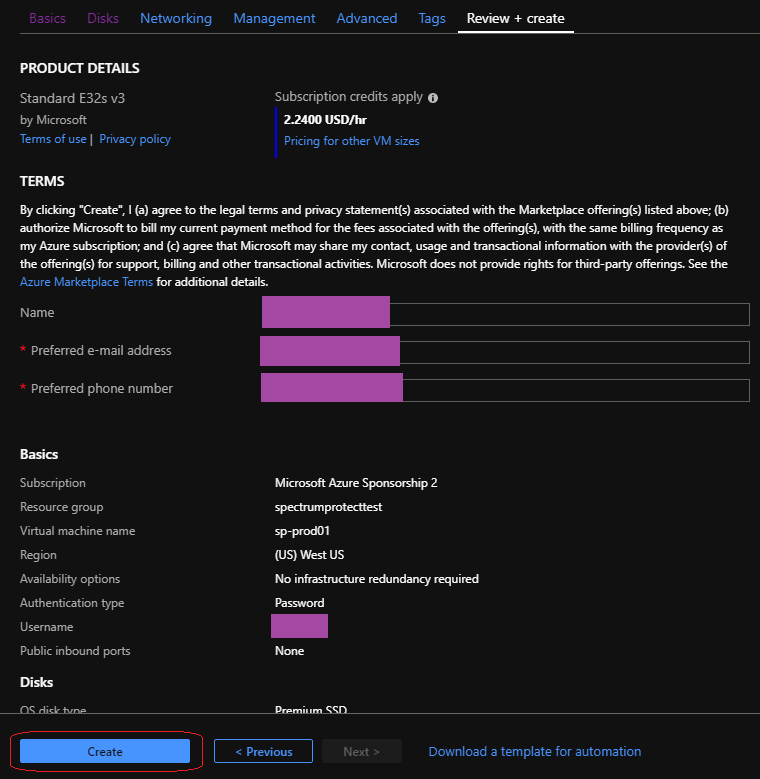 Basics Disks Networking Management Advanced Tags Review + create
PRODUCT DETAILS
Standard E32s v3
by Microsoft
Terms of use | Privacy policy
Subscription credits apply
2.2400 USD/hr
Pricing for other VM sizes
TERMS
By clicking "Create", I (a) agree to the legal terms and privacy statement(s) associated with the Marketplace offering(s) listed above; (b)
authorize Microsoft to bill my current payment method for the fees associated with the offering(s), with the same billing frequency as
my Azure subscription; and (c) agree that Microsoft may share my contact, usage and transactional information with the provider(s) of
the offering(s) for support, billing and other transactional activities. Microsoft does not provide rights for third-party offerings. See the
Azure Marketplace Terms for additional details.
Name
* Preferred e-mail address
* Preferred phone number
Basics
Subscription Microsoft Azure Sponsorship 2
Resource group spectrumprotecttest
Virtual machine name sp-prod01
Region (US) West US
Availability options No infrastructure redundancy required
Authentication type Password
Username
Public inbound ports None
Disks
OS disk type Premium SSD
Create < Previous Next > Download a template for automation